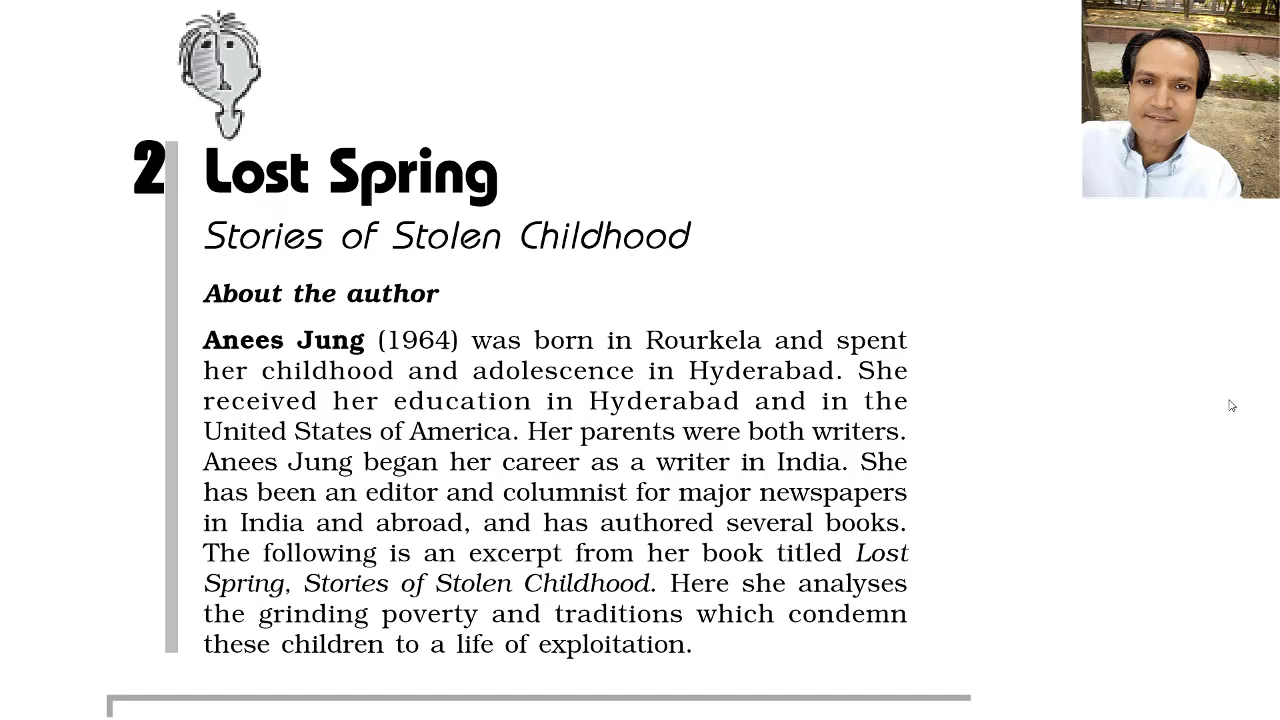 2 Lost Spring
Stories of Stolen Childhood
About the author
Anees Jung (1964) was born in Rourkela and spent
her childhood and adolescence in Hyderabad. She
received her education in Hyderabad and in the
United States of America. Her parents were both writers.
Anees Jung began her career as a writer in India. She
has been an editor and columnist for major newspapers
in India and abroad, and has authored several books.
The following is an excerpt from her book titled Lost
Spring, Stories of Stolen Childhood. Here she analyses
the grinding poverty and traditions which condemn
these children to a life of exploitation.